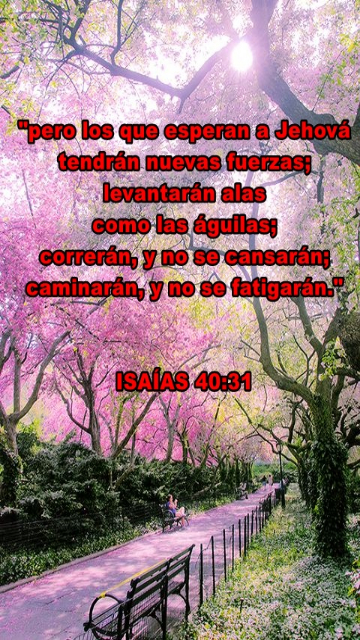 "pero los que esperan a Jehová
tendrán nuevas fuerzas;
levantarán alas
como las águilas;
correrán, y no se cansarán;
caminarán, y no se fatigarán."
ISAÍAS 40:31